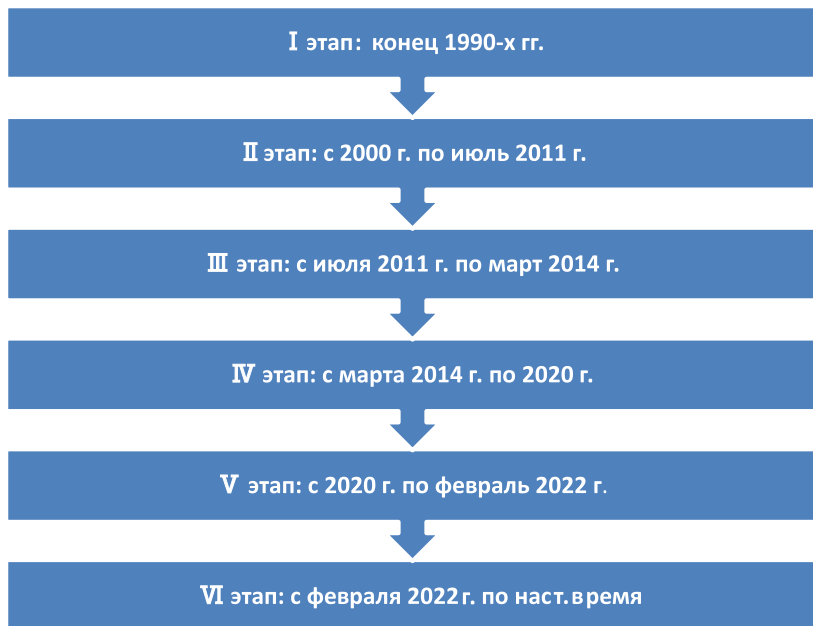 Ⅰ этап: конец 1990-х гг.
Ⅱ этап: с 2000 г. по июль 2011 г.
Ⅲ этап: с июля 2011 г. по март 2014 г.
Ⅳ этап: с марта 2014 г. по 2020 г.
Ⅴ этап: с 2020 г. по февраль 2022 г.
Ⅵ этап: с февраля 2022 г. по наст. время